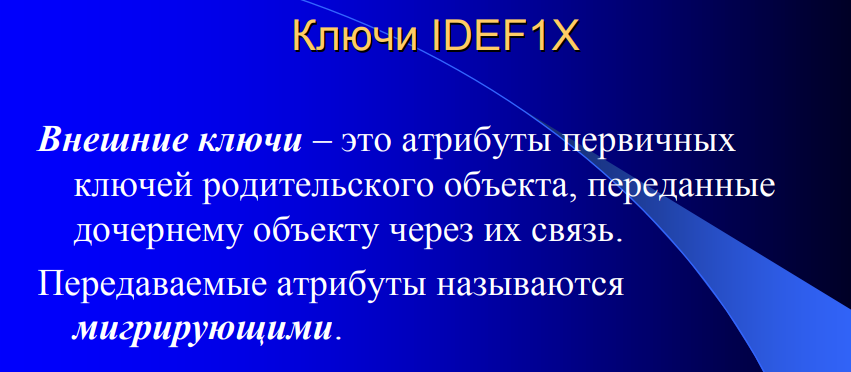 Ключи IDEF1X
Внешние ключи – это атрибуты первичных
ключей родительского объекта, переданные
дочернему объекту через их связь.
Передаваемые атрибуты называются
мигрирующими.